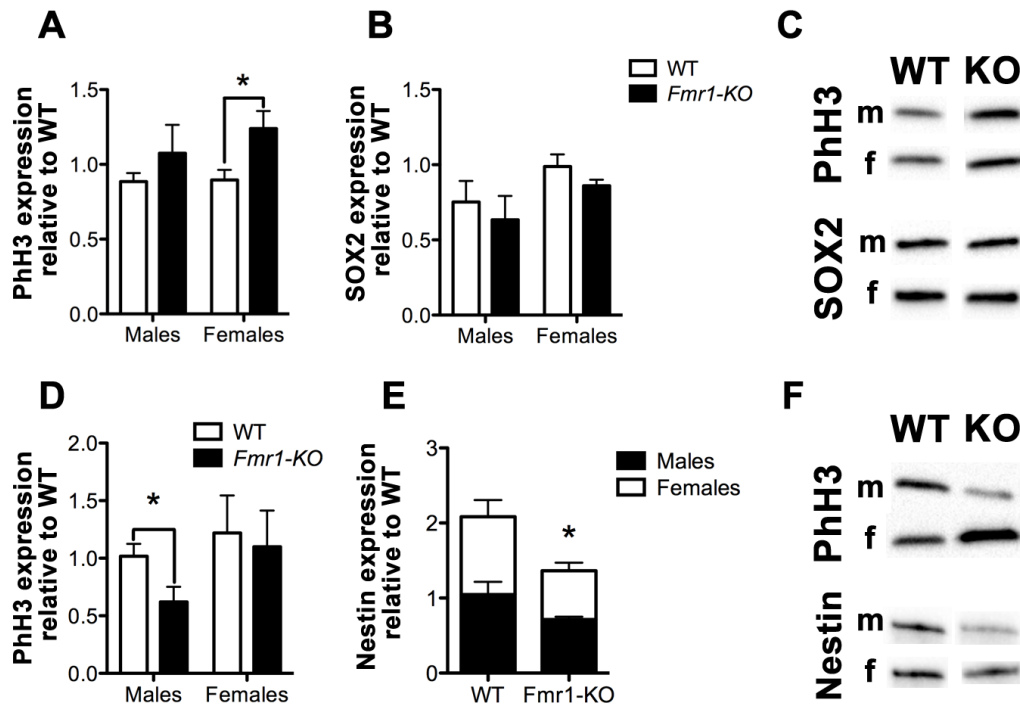 A
PhH3 expression
relative to WT
1.5
1.0
0.5
0.0
*
Males
Females
B
SOX2 expression
relative to WT
1.5
1.0
0.5
0.0
Males
Females
WT
Fmr1-KO
C
WT KO
PhH3
m
f
SOX2
m
f
D
PhH3 expression
relative to WT
2.0
1.5
1.0
0.5
0.0
*
Males
Females
WT
Fmr1-KO
E
Nestin expression
relative to WT
3
2
1
0
*
WT
Fmr1-KO
Males
Females
F
WT KO
PhH3
m
f
Nestin
m
f